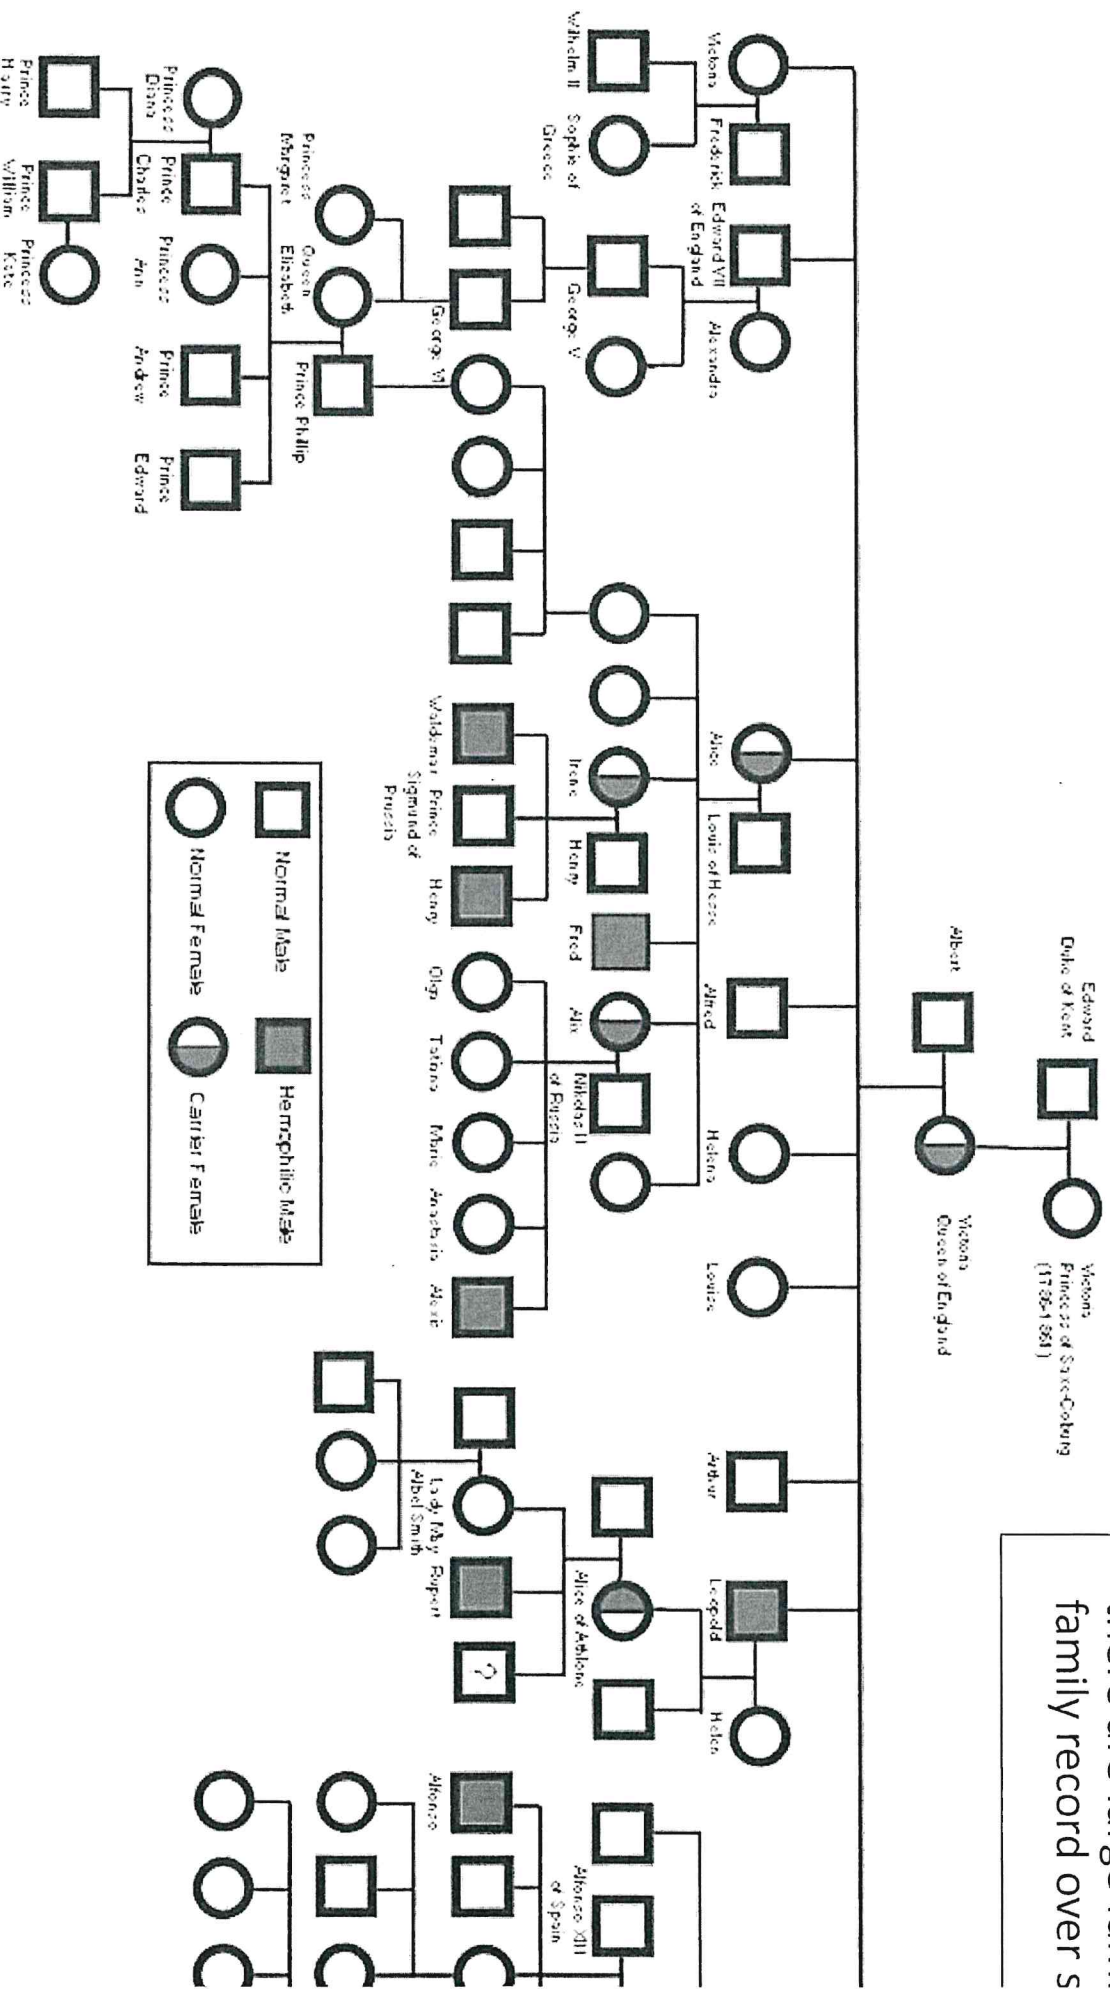 family record over s
Edward
Duke of Kent
Victoria
Princess of Saxe-Coburg
(1786-1861)
Albert
Victoria
Queen of England
Victoria
Frederick
Edward VII
of England
Alexandra
Alice
Louis of Hesse
Alfred
Helena
Louise
Arthur
Leopold
Helen
Wilhelm II
Sophie of
Greece
George V
Irene
Henry
Fred
Alix
Nikolas II
of Russia
Alice of Athlone
Alfonso XIII
of Spain
George VI
Waldemar
Prince
Sigmund of
Prussia
Henry
Olga
Tatiana
Marie
Anastasia
Alexis
Lady May
Abel Smith
Rupert
?
Alfonso
Princess
Margaret
Queen
Elizabeth
Prince Phillip
Princess
Diana
Prince
Charles
Princess
Ann
Prince
Andrew
Prince
Edward
Prince
Harry
Prince
William
Princess
Kate
Normal Male
Hemophilic Male
Normal Female
Carrier Female